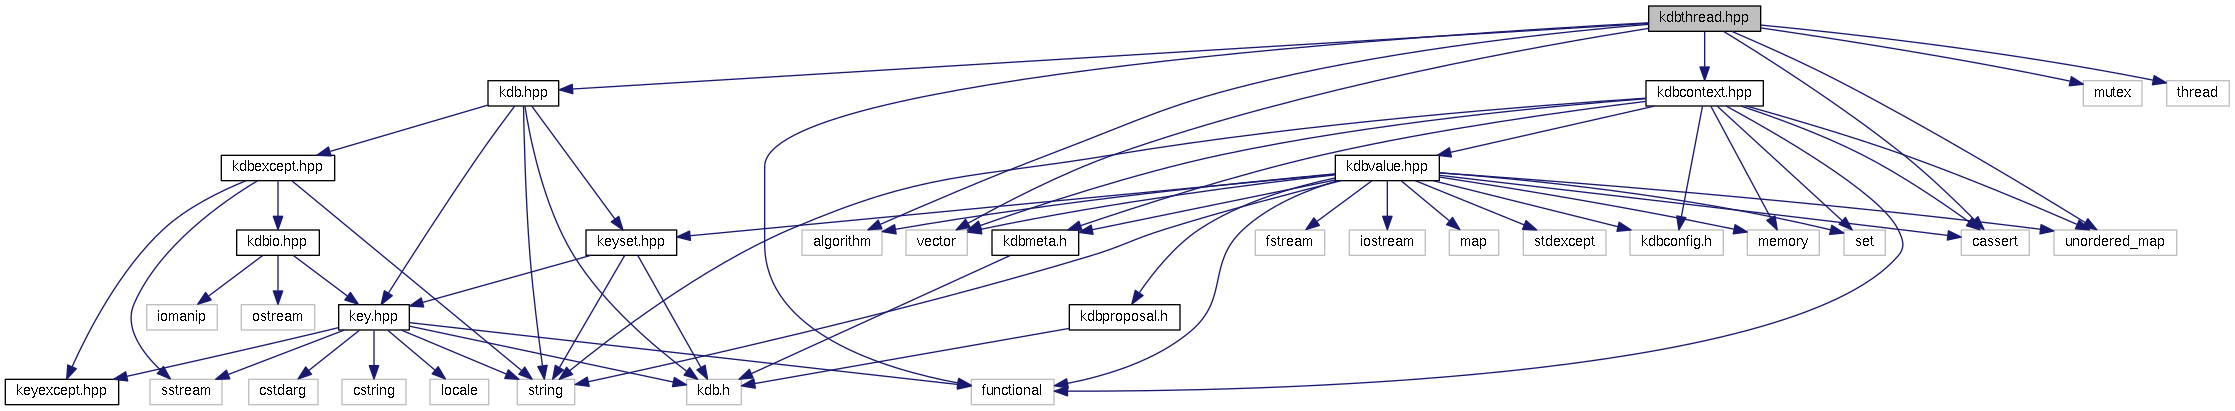 kdbthread.hpp
kdb.hpp
kdbcontext.hpp
mutex
thread
kdbexcept.hpp
kdbvalue.hpp
kdbio.hpp
keyset.hpp
algorithm
vector
kdbmeta.h
fstream
iostream
map
stdexcept
kdbconfig.h
memory
set
cassert
unordered_map
iomanip
ostream
key.hpp
kdbproposal.h
keyexcept.hpp
sstream
cstdarg
cstring
locale
string
kdb.h
functional